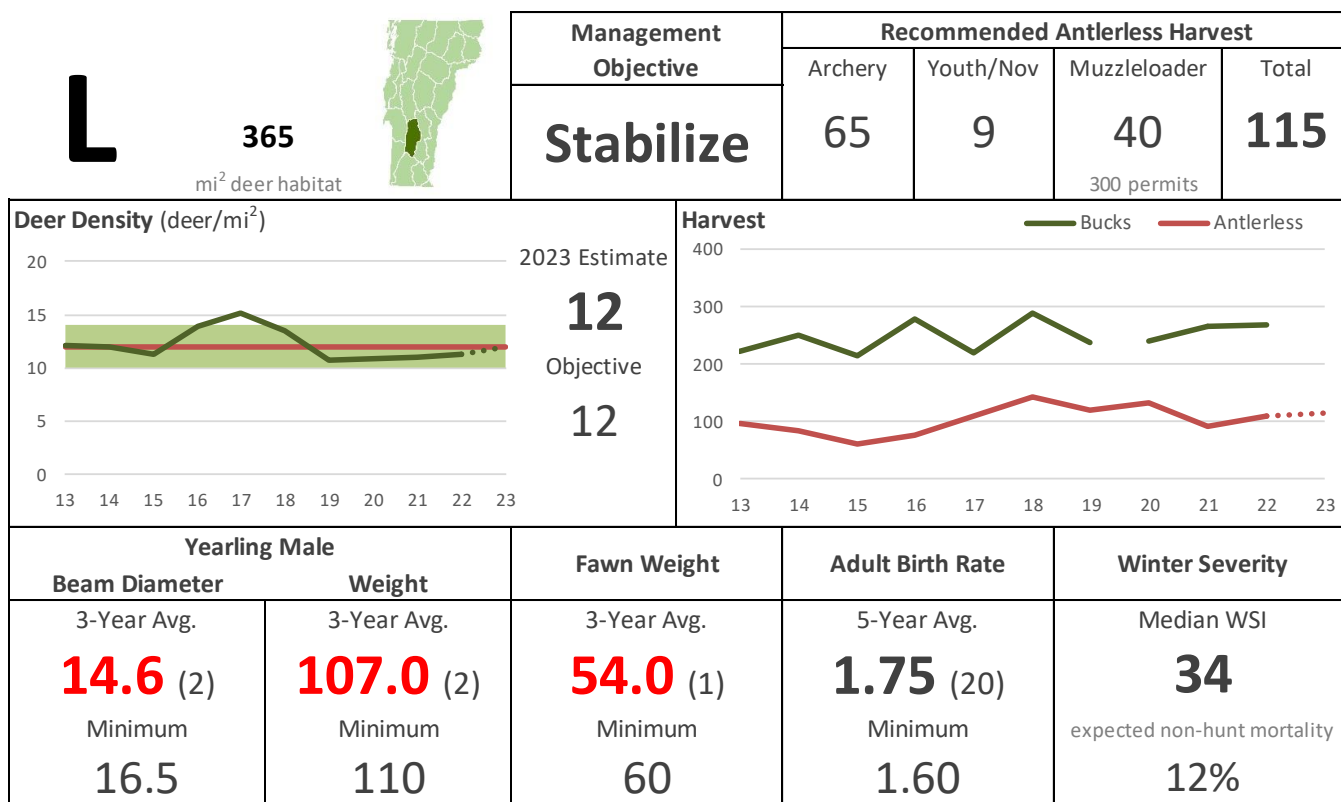 L
365
mi² deer habitat
Management
Objective
Stabilize
Recommended Antlerless Harvest
Archery Youth/Nov Muzzleloader Total
65 9 40 115
300 permits
Deer Density (deer/mi²)
20
15
10
5
0
13 14 15 16 17 18 19 20 21 22 23
2023 Estimate
12
Objective
12
Harvest
Bucks Antlerless
400
300
200
100
0
13 14 15 16 17 18 19 20 21 22 23
Yearling Male
Beam Diameter Weight
Fawn Weight
Adult Birth Rate
Winter Severity
3-Year Avg. 3-Year Avg. 3-Year Avg. 5-Year Avg. Median WSI
14.6 (2) 107.0 (2) 54.0 (1) 1.75 (20) 34
Minimum Minimum Minimum Minimum expected non-hunt mortality
16.5 110 60 1.60 12%